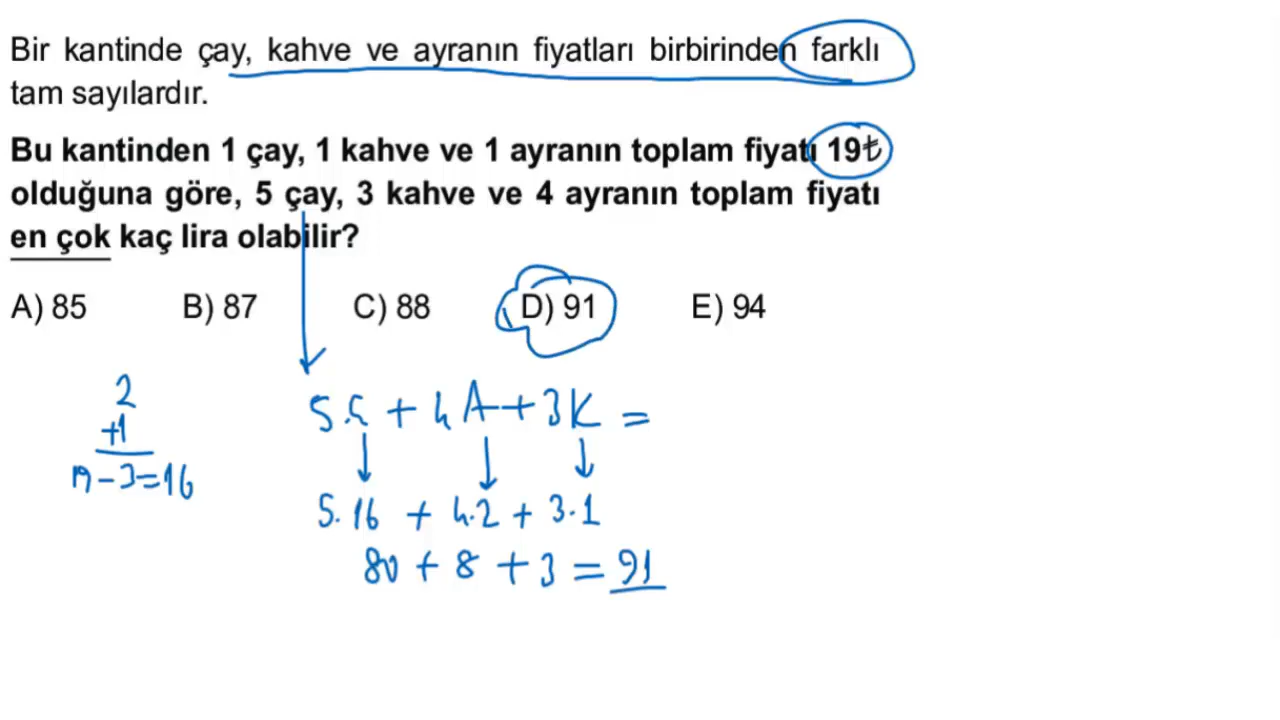 Bir kantinde çay, kahve ve ayranın fiyatları birbirinden farklı
tam sayılardır.
Bu kantinden 1 çay, 1 kahve ve 1 ayranın toplam fiyatı 19₺
olduğuna göre, 5 çay, 3 kahve ve 4 ayranın toplam fiyatı
en çok kaç lira olabilir?
A) 85 B) 87 C) 88 D) 91 E) 94
2
+1
19-3=16
5.Ç + 4A + 3K =
5.16 + 4.2 + 3.1
80 + 8 + 3 = 91